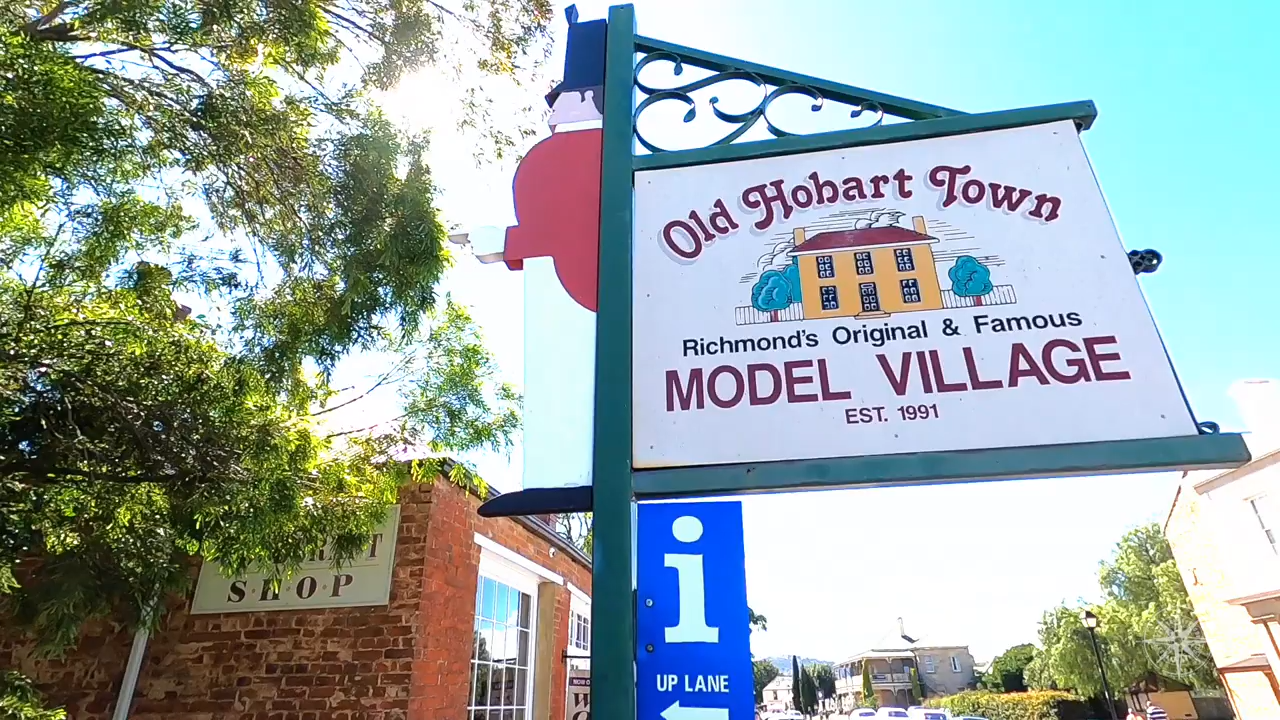 Old Hobart Town
Richmond's Original & Famous
MODEL VILLAGE
EST. 1991
i
UP LANE
SHOP